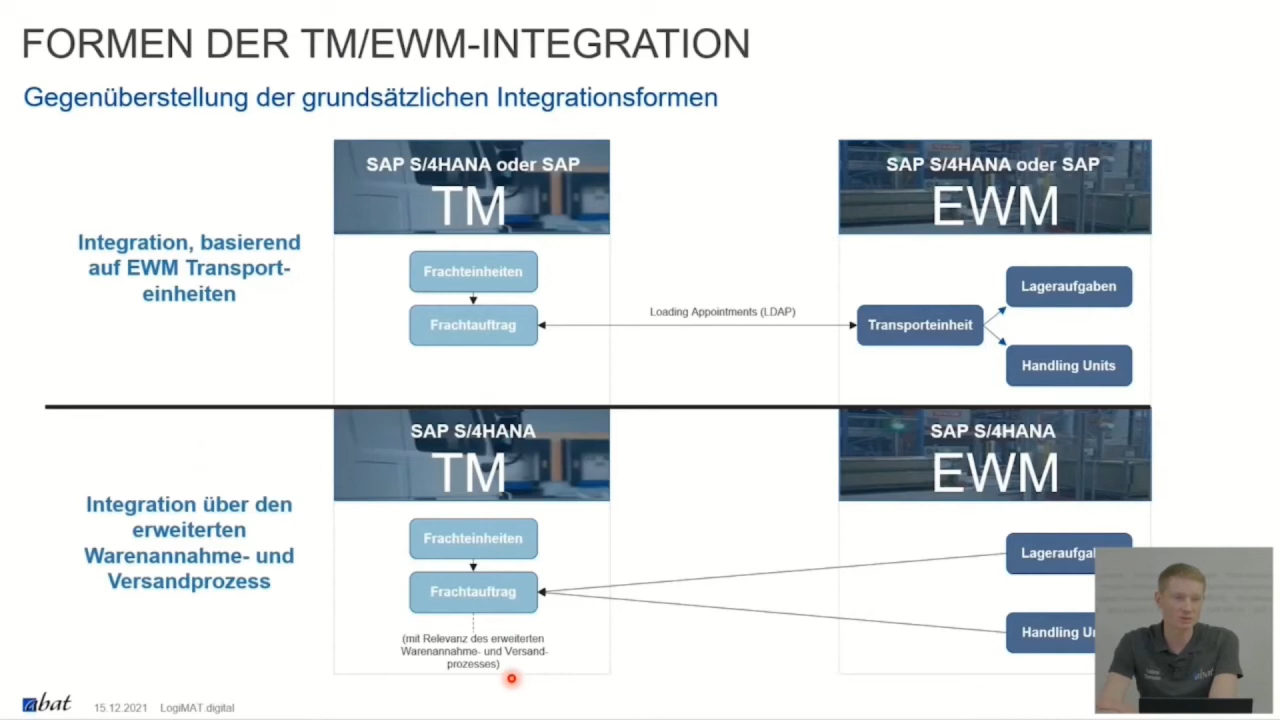 FORMEN DER TM/EWM-INTEGRATION
Gegenüberstellung der grundsätzlichen Integrationsformen
SAP S/4HANA oder SAP
TM
SAP S/4HANA oder SAP
EWM
Integration, basierend
auf EWM Transport-
einheiten
Frachteinheiten
Frachtauftrag
Loading Appointments (LDAP)
Transporteinheit
Lageraufgaben
Handling Units
SAP S/4HANA
TM
SAP S/4HANA
EWM
Integration über den
erweiterten
Warenannahme- und
Versandprozess
Frachteinheiten
Frachtauftrag
(mit Relevanz des erweiterten
Warenannahme- und Versand-
prozesses)
Lageraufga
Handling U
abat
15.12.2021
LogiMAT.digital
abat